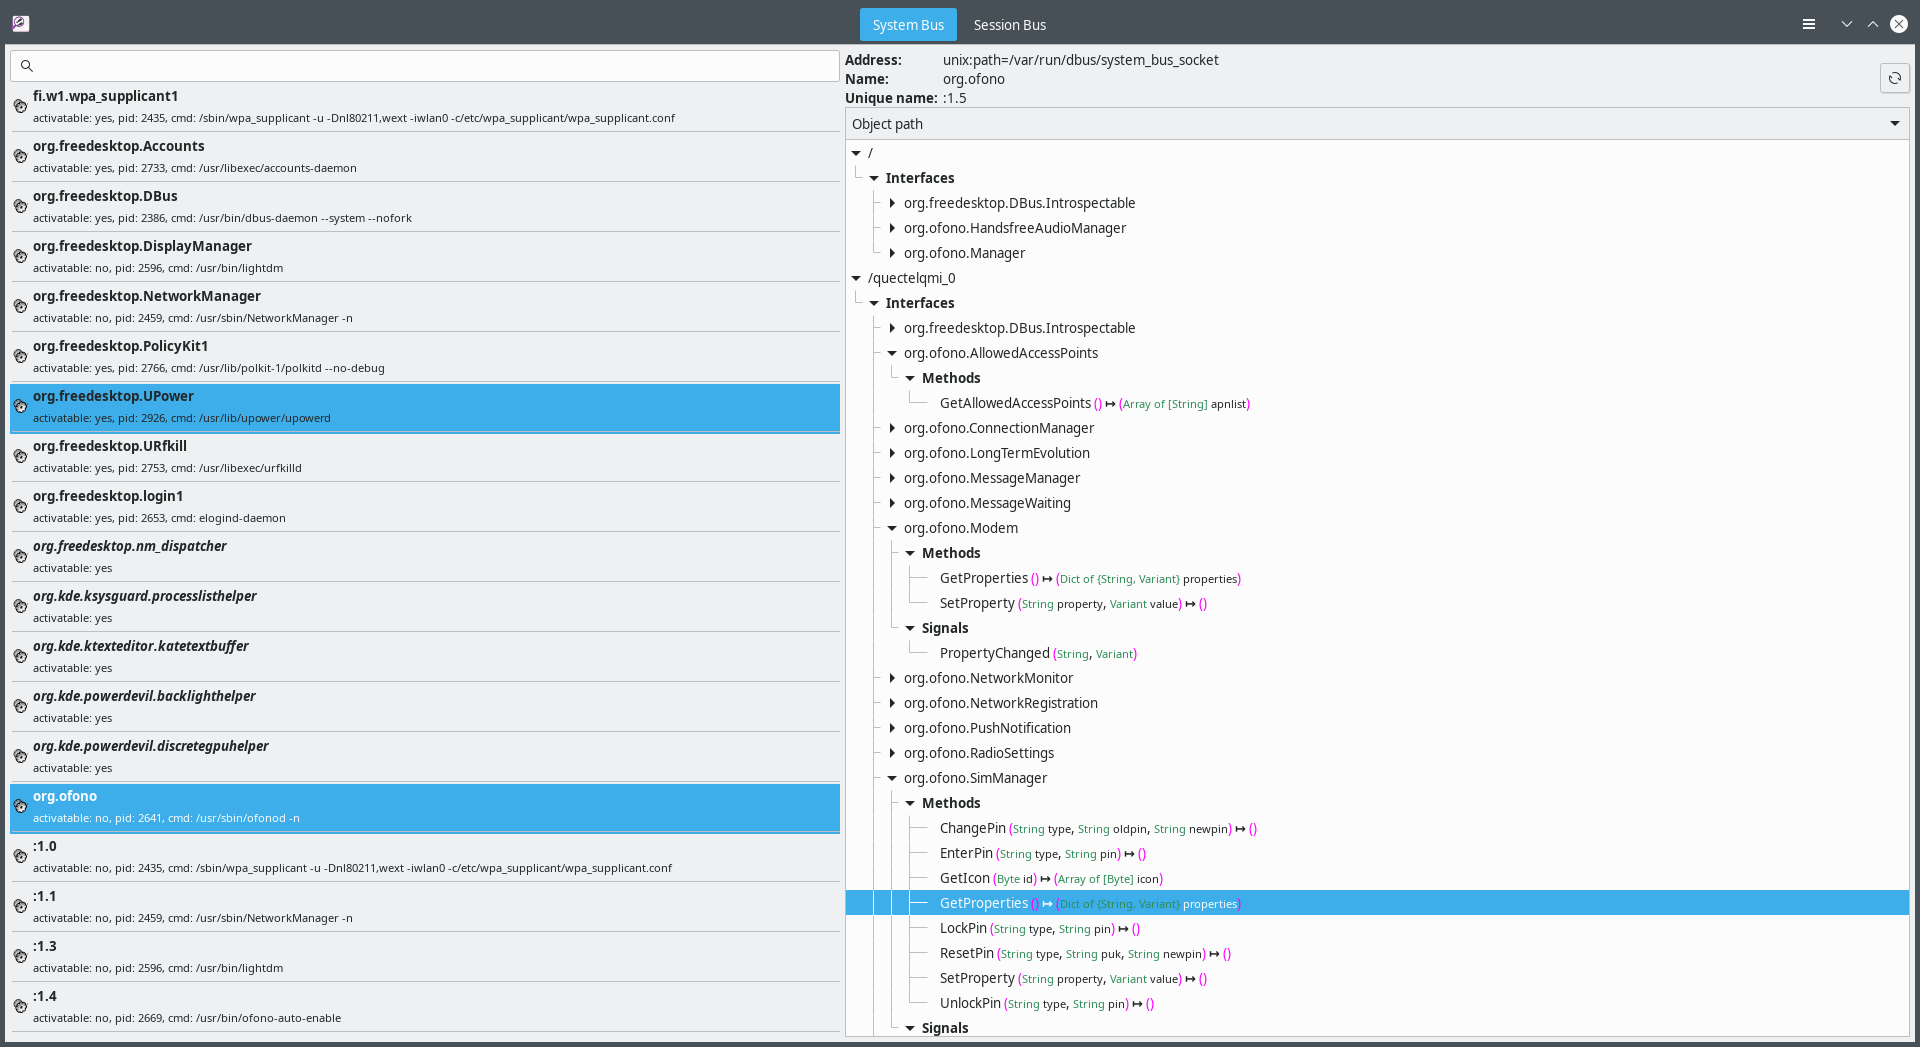 System Bus
Session Bus
fi.w1.wpa_supplicant1
activatable: yes, pid: 2435, cmd: /sbin/wpa_supplicant -u -Dnl80211,wext -iwlan0 -c/etc/wpa_supplicant/wpa_supplicant.conf
org.freedesktop.Accounts
activatable: yes, pid: 2733, cmd: /usr/libexec/accounts-daemon
org.freedesktop.DBus
activatable: yes, pid: 2386, cmd: /usr/bin/dbus-daemon --system --nofork
org.freedesktop.DisplayManager
activatable: no, pid: 2596, cmd: /usr/bin/lightdm
org.freedesktop.NetworkManager
activatable: no, pid: 2459, cmd: /usr/sbin/NetworkManager -n
org.freedesktop.PolicyKit1
activatable: yes, pid: 2766, cmd: /usr/lib/polkit-1/polkitd --no-debug
org.freedesktop.UPower
activatable: yes, pid: 2926, cmd: /usr/lib/upower/upowerd
org.freedesktop.URfkill
activatable: yes, pid: 2753, cmd: /usr/libexec/urfkilld
org.freedesktop.login1
activatable: yes, pid: 2653, cmd: elogind-daemon
org.freedesktop.nm_dispatcher
activatable: yes
org.kde.ksysguard.processlisthelper
activatable: yes
org.kde.ktexteditor.katetextbuffer
activatable: yes
org.kde.powerdevil.backlighthelper
activatable: yes
org.kde.powerdevil.discretegpuhelper
activatable: yes
org.ofono
activatable: no, pid: 2641, cmd: /usr/sbin/ofonod -n
:1.0
activatable: no, pid: 2435, cmd: /sbin/wpa_supplicant -u -Dnl80211,wext -iwlan0 -c/etc/wpa_supplicant/wpa_supplicant.conf
:1.1
activatable: no, pid: 2459, cmd: /usr/sbin/NetworkManager -n
:1.3
activatable: no, pid: 2596, cmd: /usr/bin/lightdm
:1.4
activatable: no, pid: 2669, cmd: /usr/bin/ofono-auto-enable
Address: unix:path=/var/run/dbus/system_bus_socket
Name: org.ofono
Unique name: :1.5
Object path
/
Interfaces
org.freedesktop.DBus.Introspectable
org.ofono.HandsfreeAudioManager
org.ofono.Manager
/quectelqmi_0
Interfaces
org.freedesktop.DBus.Introspectable
org.ofono.AllowedAccessPoints
Methods
GetAllowedAccessPoints () ↦ (Array of [String] apnlist)
org.ofono.ConnectionManager
org.ofono.LongTermEvolution
org.ofono.MessageManager
org.ofono.MessageWaiting
org.ofono.Modem
Methods
GetProperties () ↦ (Dict of {String, Variant} properties)
SetProperty (String property, Variant value) ↦ ()
Signals
PropertyChanged (String, Variant)
org.ofono.NetworkMonitor
org.ofono.NetworkRegistration
org.ofono.PushNotification
org.ofono.RadioSettings
org.ofono.SimManager
Methods
ChangePin (String type, String oldpin, String newpin) ↦ ()
EnterPin (String type, String pin) ↦ ()
GetIcon (Byte id) ↦ (Array of [Byte] icon)
GetProperties () ↦ (Dict of {String, Variant} properties)
LockPin (String type, String pin) ↦ ()
ResetPin (String type, String puk, String newpin) ↦ ()
SetProperty (String property, Variant value) ↦ ()
UnlockPin (String type, String pin) ↦ ()
Signals